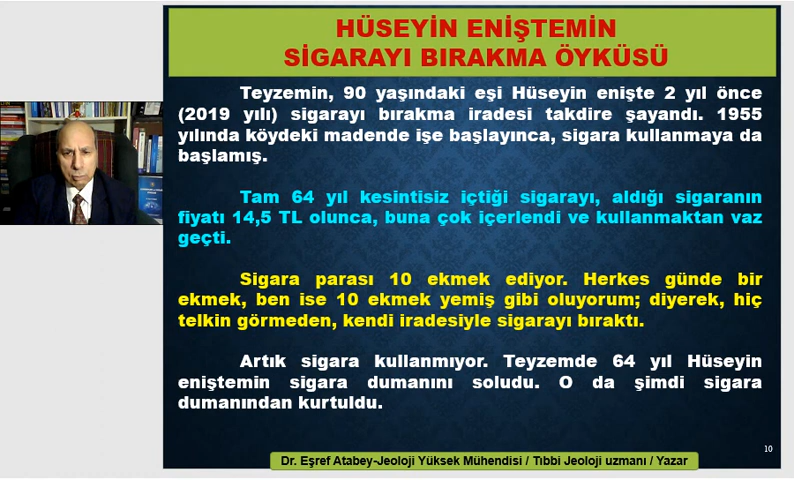 HÜSEYİN ENİŞTEMİN
SİGARAYI BIRAKMA ÖYKÜSÜ
Teyzemin, 90 yaşındaki eşi Hüseyin enişte 2 yıl önce
(2019 yılı) sigarayı bırakma iradesi takdire şayandı. 1955
yılında köydeki madende işe başlayınca, sigara kullanmaya da
başlamış.
Tam 64 yıl kesintisiz içtiği sigarayı, aldığı sigaranın
fiyatı 14,5 TL olunca, buna çok içerlendi ve kullanmaktan vaz
geçti.
Sigara parası 10 ekmek ediyor. Herkes günde bir
ekmek, ben ise 10 ekmek yemiş gibi oluyorum; diyerek, hiç
telkin görmeden, kendi iradesiyle sigarayı bıraktı.
Artık sigara kullanmıyor. Teyzemde 64 yıl Hüseyin
eniştemin sigara dumanını soludu. O da şimdi sigara
dumanından kurtuldu.
10
Dr. Eşref Atabey-Jeoloji Yüksek Mühendisi / Tıbbi Jeoloji uzmanı / Yazar